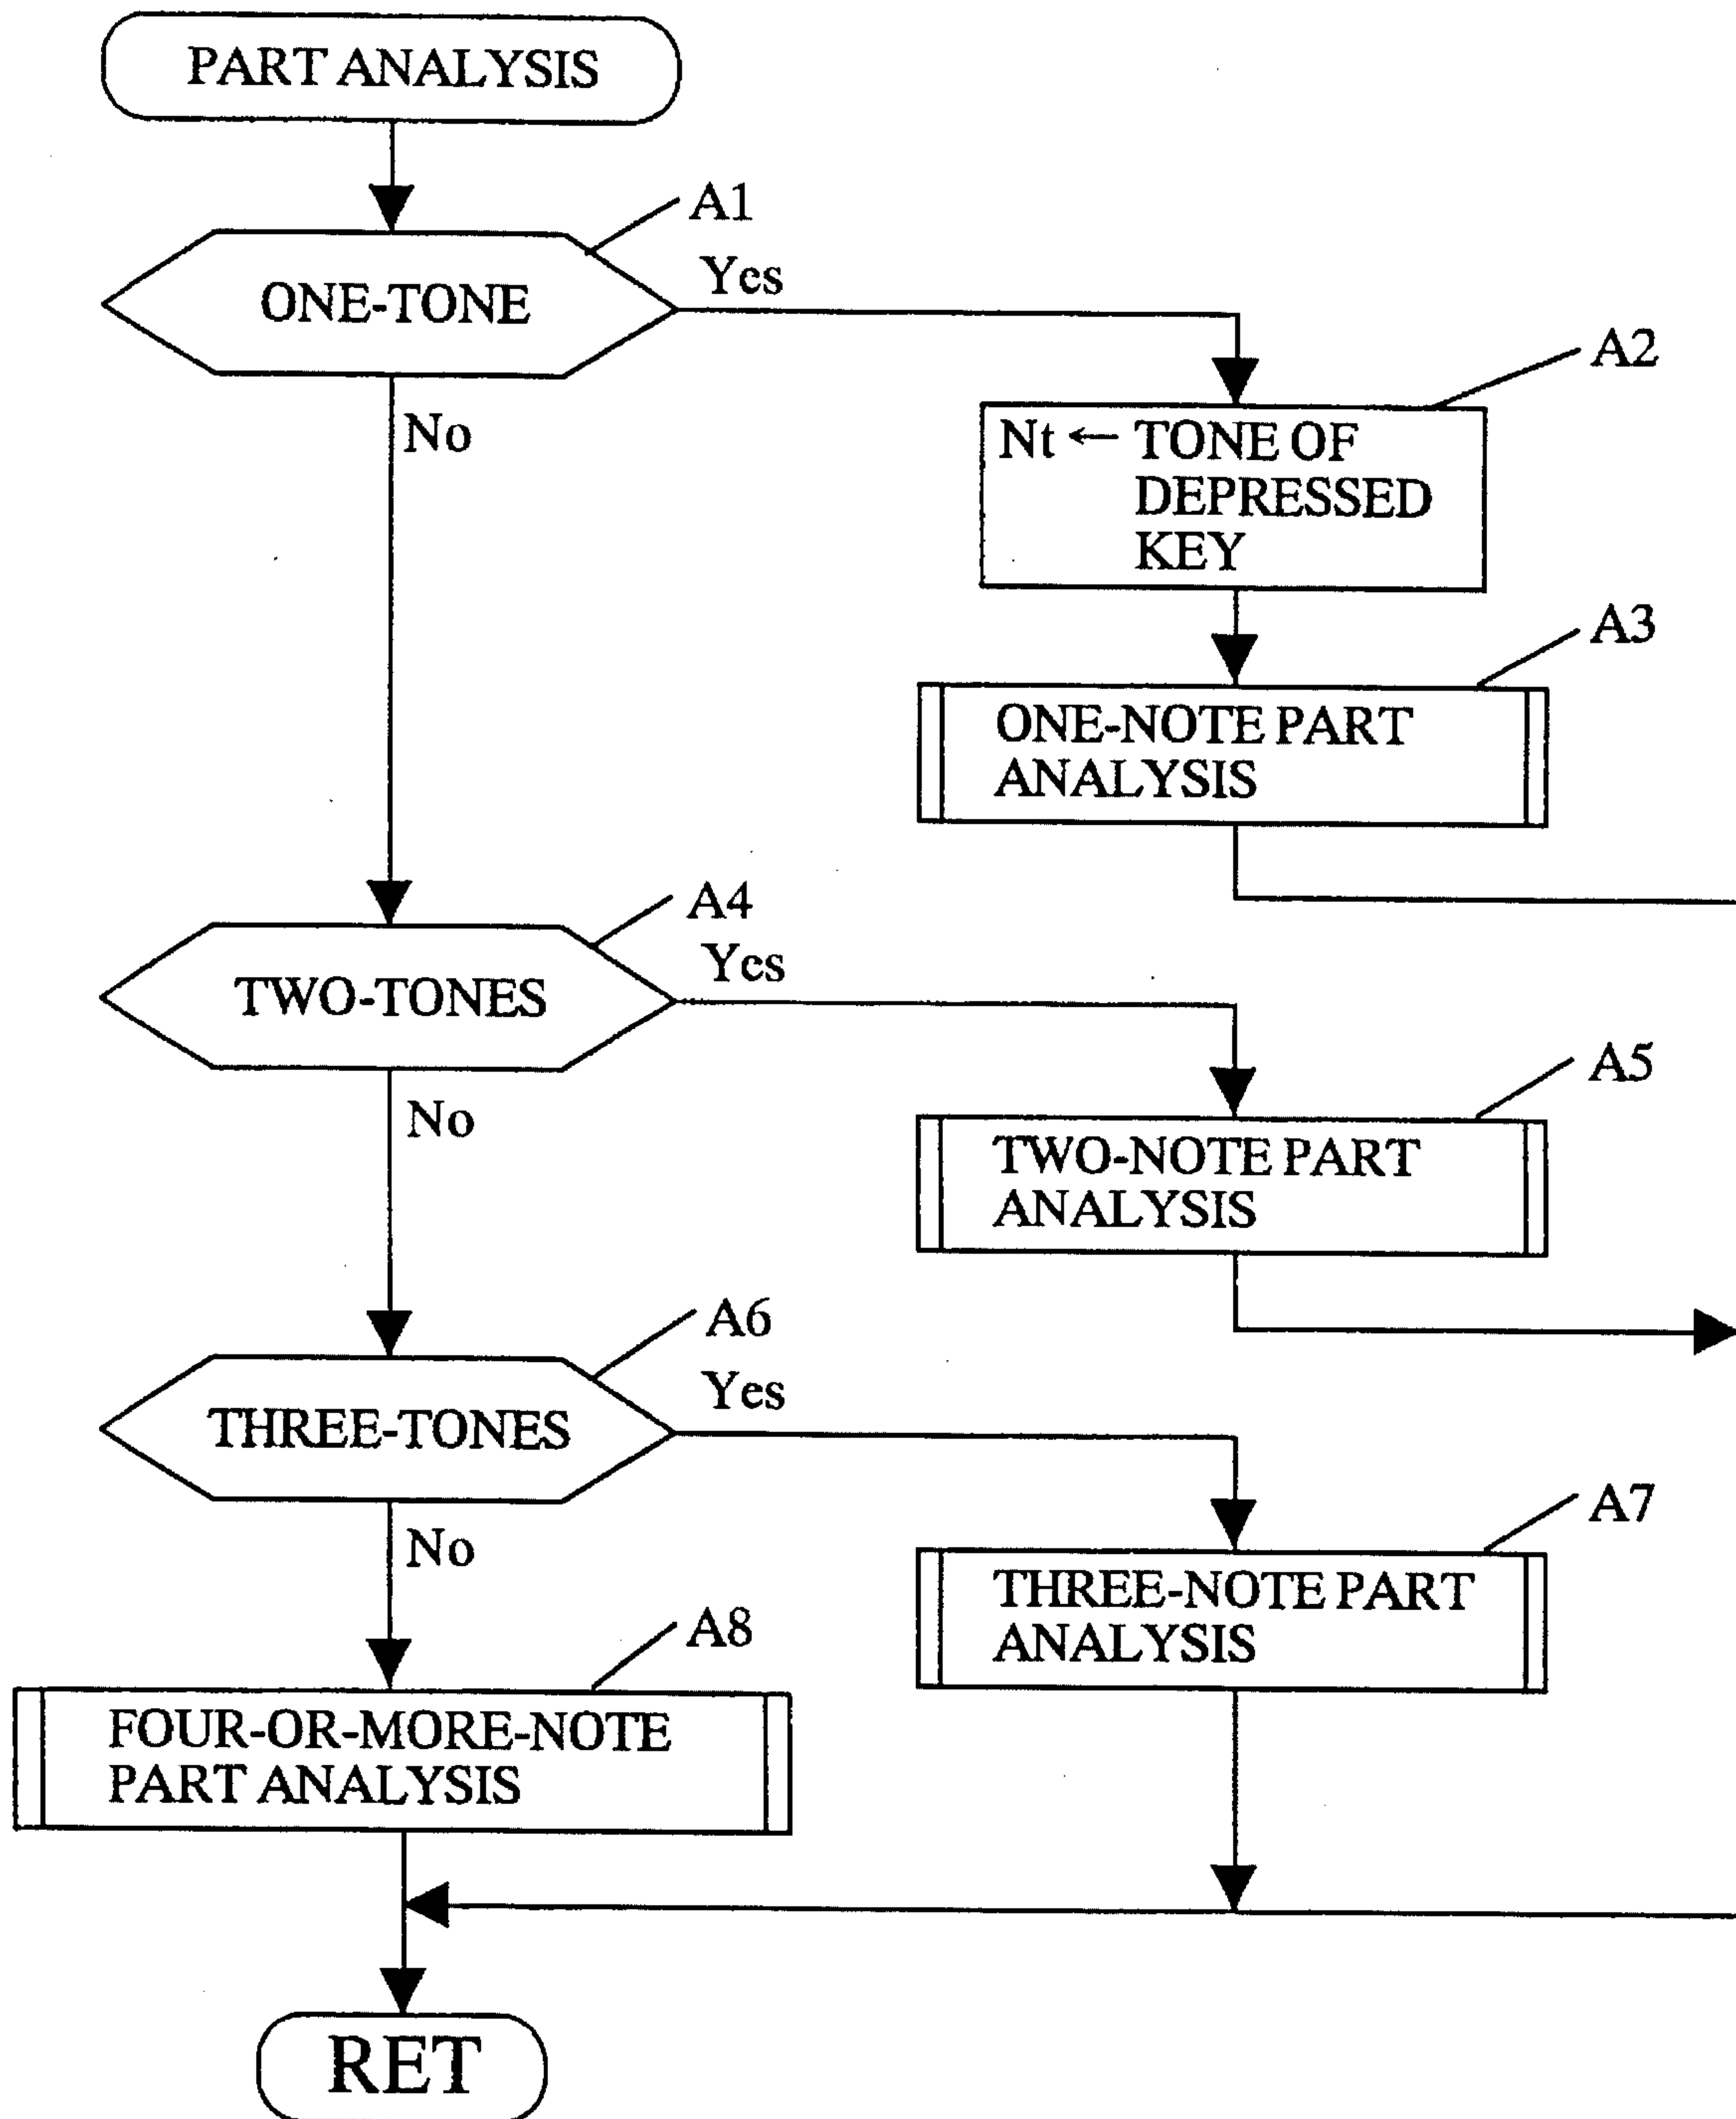 PART ANALYSIS
A1
ONE-TONE
Yes
No
A2
Nt ← TONE OF
DEPRESSED
KEY
A3
ONE-NOTE PART
ANALYSIS
A4
TWO-TONES
Yes
No
A5
TWO-NOTE PART
ANALYSIS
A6
THREE-TONES
Yes
No
A7
THREE-NOTE PART
ANALYSIS
A8
FOUR-OR-MORE-NOTE
PART ANALYSIS
RET